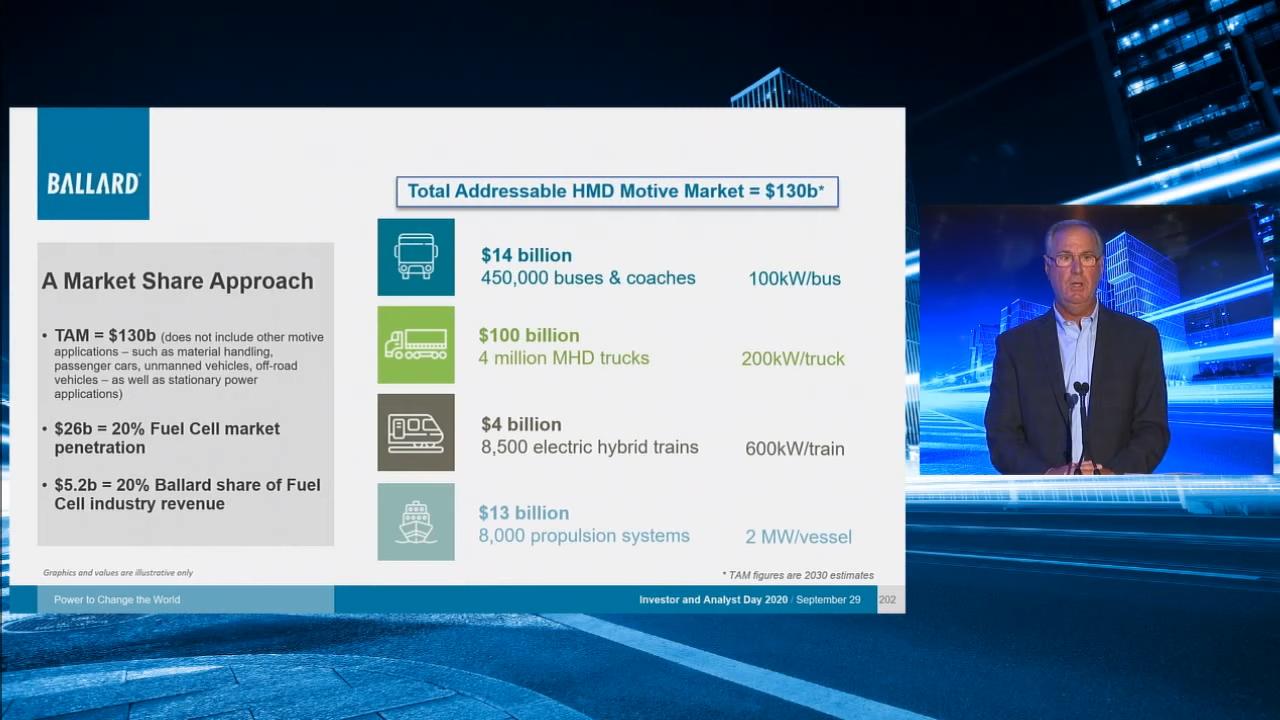 BALLARD
Total Addressable HMD Motive Market = $130b*
A Market Share Approach
• TAM = $130b (does not include other motive
applications – such as material handling,
passenger cars, unmanned vehicles, off-road
vehicles – as well as stationary power
applications)
• $26b = 20% Fuel Cell market
penetration
• $5.2b = 20% Ballard share of Fuel
Cell industry revenue
$14 billion
450,000 buses & coaches 100kW/bus
$100 billion
4 million MHD trucks 200kW/truck
$4 billion
8,500 electric hybrid trains 600kW/train
$13 billion
8,000 propulsion systems 2 MW/vessel
Graphics and values are illustrative only
* TAM figures are 2030 estimates
Power to Change the World
Investor and Analyst Day 2020 / September 29 202